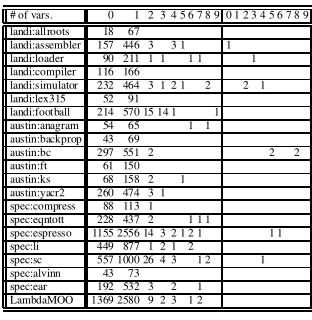 # of vars. 0 1 2 3 4 5 6 7 8 9 0 1 2 3 4 5 6 7 8 9
landi:allroots 18 67
landi:assembler 157 446 3 3 1 1
landi:loader 90 211 1 1 1 1 1
landi:compiler 116 166
landi:simulator 232 464 3 1 2 1 2 2 1
landi:lex315 52 91
landi:football 214 570 15 14 1 1
austin:anagram 54 65 1 1
austin:backprop 43 69
austin:bc 297 551 2 2 2
austin:ft 61 150
austin:ks 68 158 2 1
austin:yacr2 260 474 3 1
spec:compress 88 113 1
spec:eqntott 228 437 2 1 1 1
spec:espresso 1155 2556 14 3 2 1 2 1 1 1
spec:li 449 877 1 2 1 2
spec:sc 557 1000 26 4 3 1 2 1
spec:alvinn 43 73
spec:ear 192 532 3 2 1
LambdaMOO 1369 2580 9 2 3 1 2